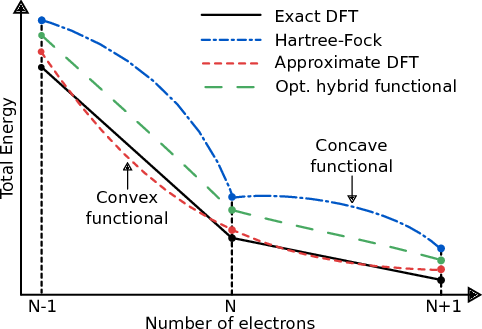 Exact DFT
Hartree-Fock
Approximate DFT
Opt. hybrid functional
Concave
functional
Convex
functional
Total Energy
N-1
N
N+1
Number of electrons